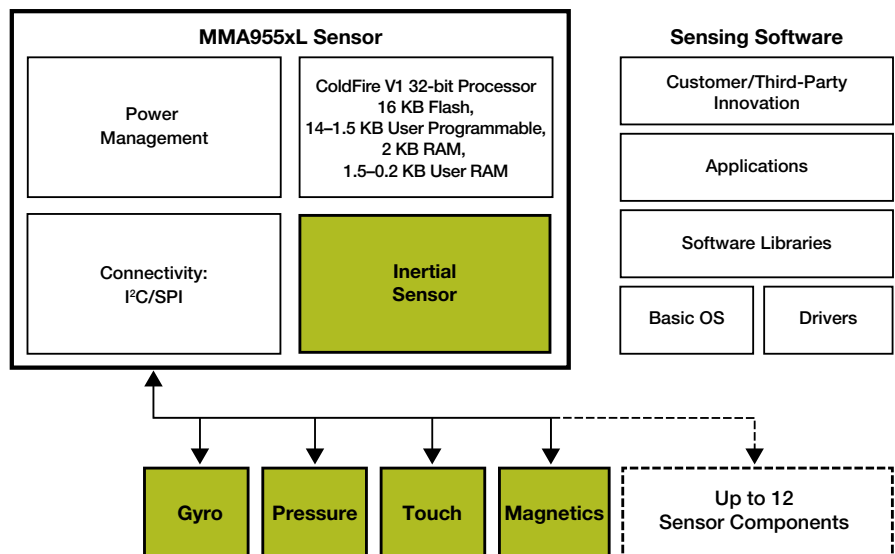 MMA955xL Sensor
Power
Management
ColdFire V1 32-bit Processor
16 KB Flash,
14–1.5 KB User Programmable,
2 KB RAM,
1.5–0.2 KB User RAM
Connectivity:
I²C/SPI
Inertial
Sensor
Sensing Software
Customer/Third-Party
Innovation
Applications
Software Libraries
Basic OS
Drivers
Gyro
Pressure
Touch
Magnetics
Up to 12
Sensor Components